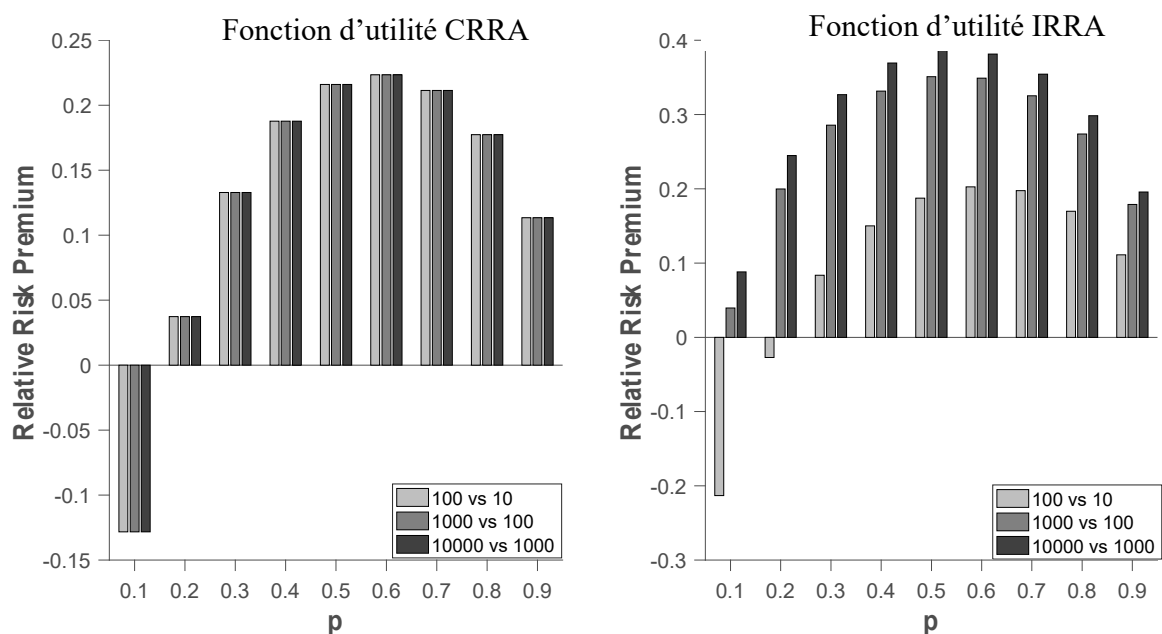 Fonction d'utilité CRRA
0.25
0.2
0.15
0.1
0.05
0
-0.05
-0.1
-0.15
Relative Risk Premium
100 vs 10
1000 vs 100
10000 vs 1000
0.1 0.2 0.3 0.4 0.5 0.6 0.7 0.8 0.9
p
Fonction d'utilité IRRA
0.4
0.3
0.2
0.1
0
-0.1
-0.2
-0.3
Relative Risk Premium
100 vs 10
1000 vs 100
10000 vs 1000
0.1 0.2 0.3 0.4 0.5 0.6 0.7 0.8 0.9
p